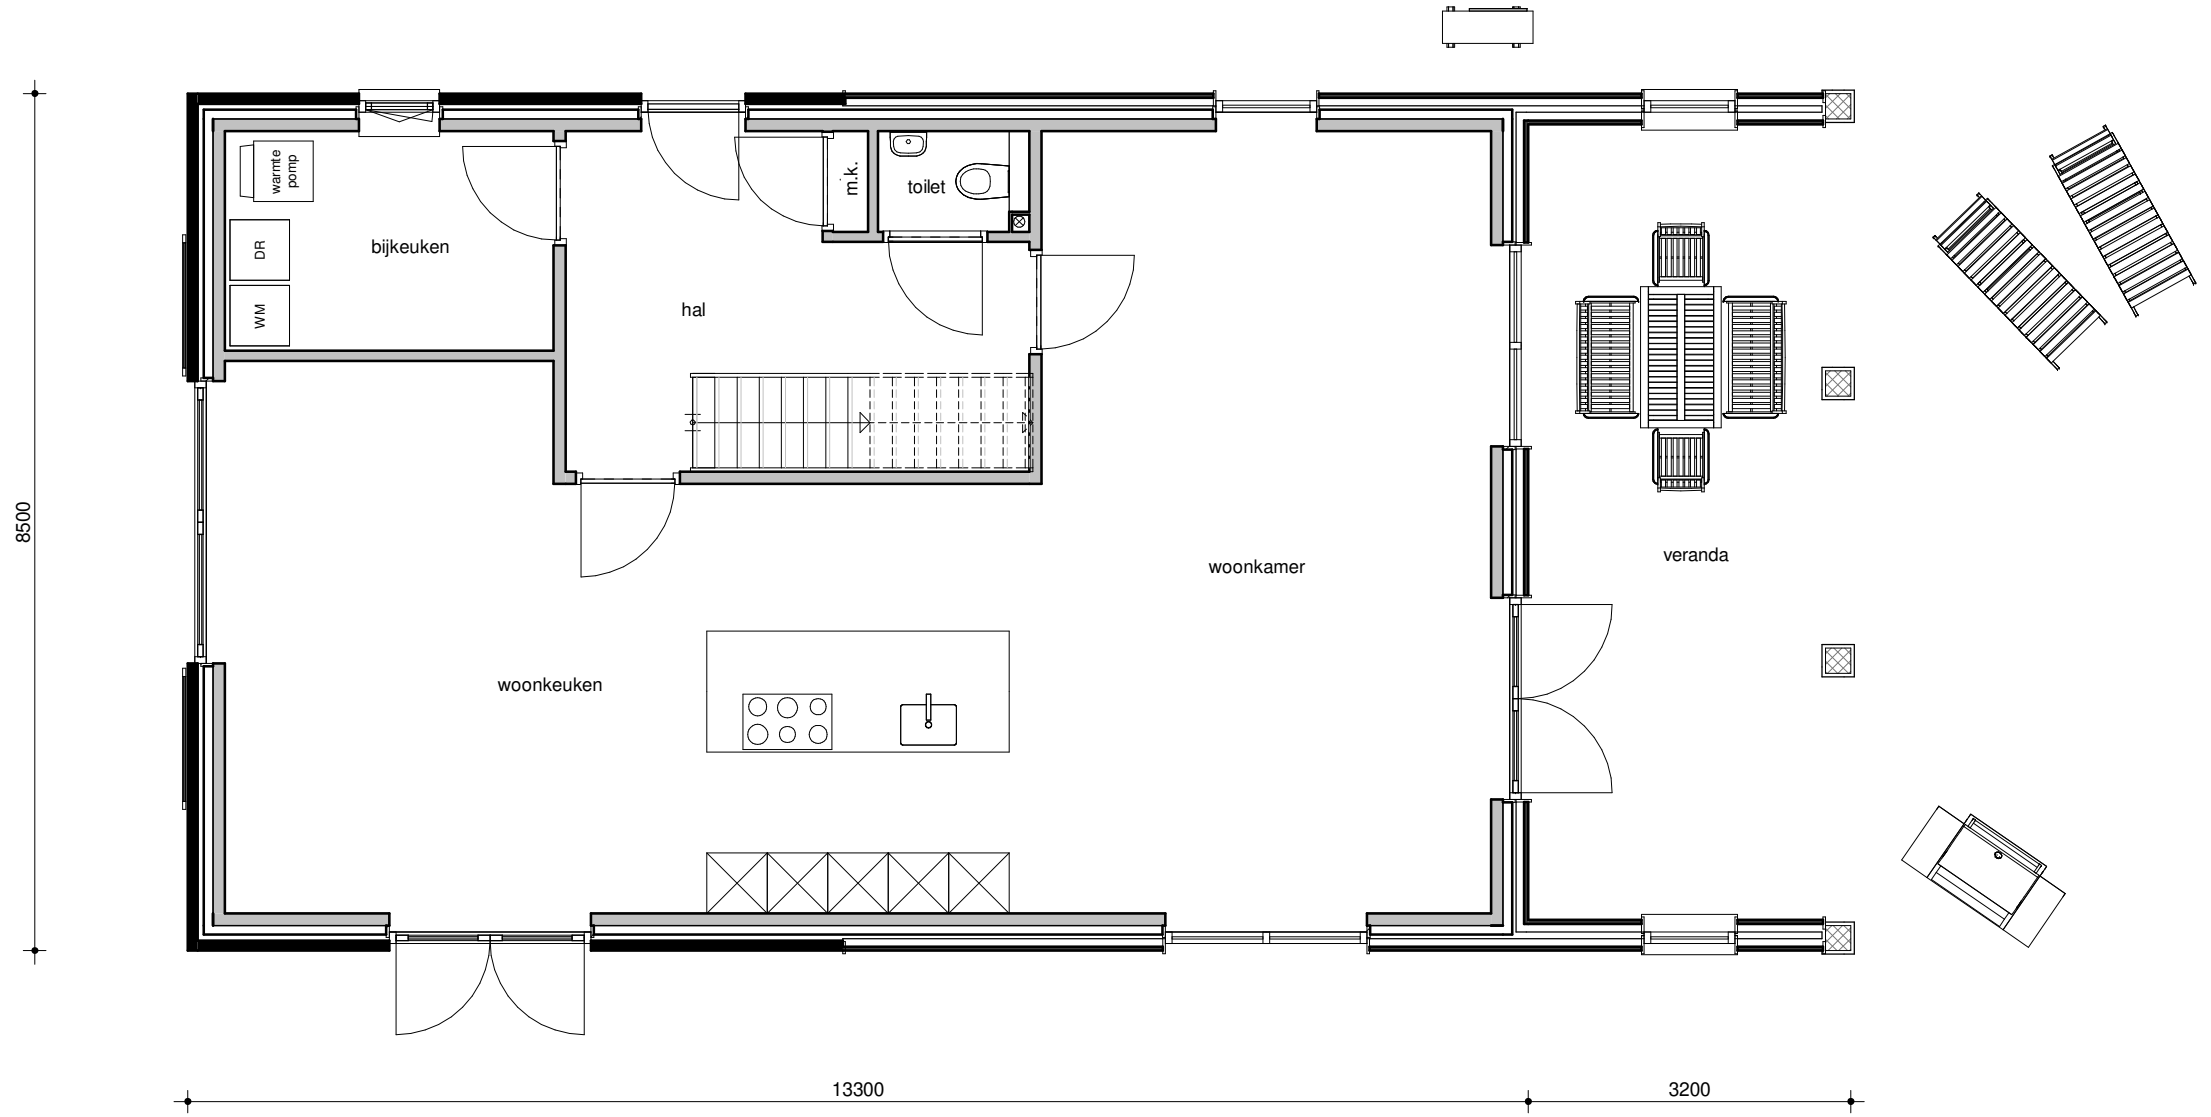 warmte
pomp
m.k.
toilet
DR
bijkeuken
hal
WM
8500
veranda
woonkamer
woonkeuken
13300
3200